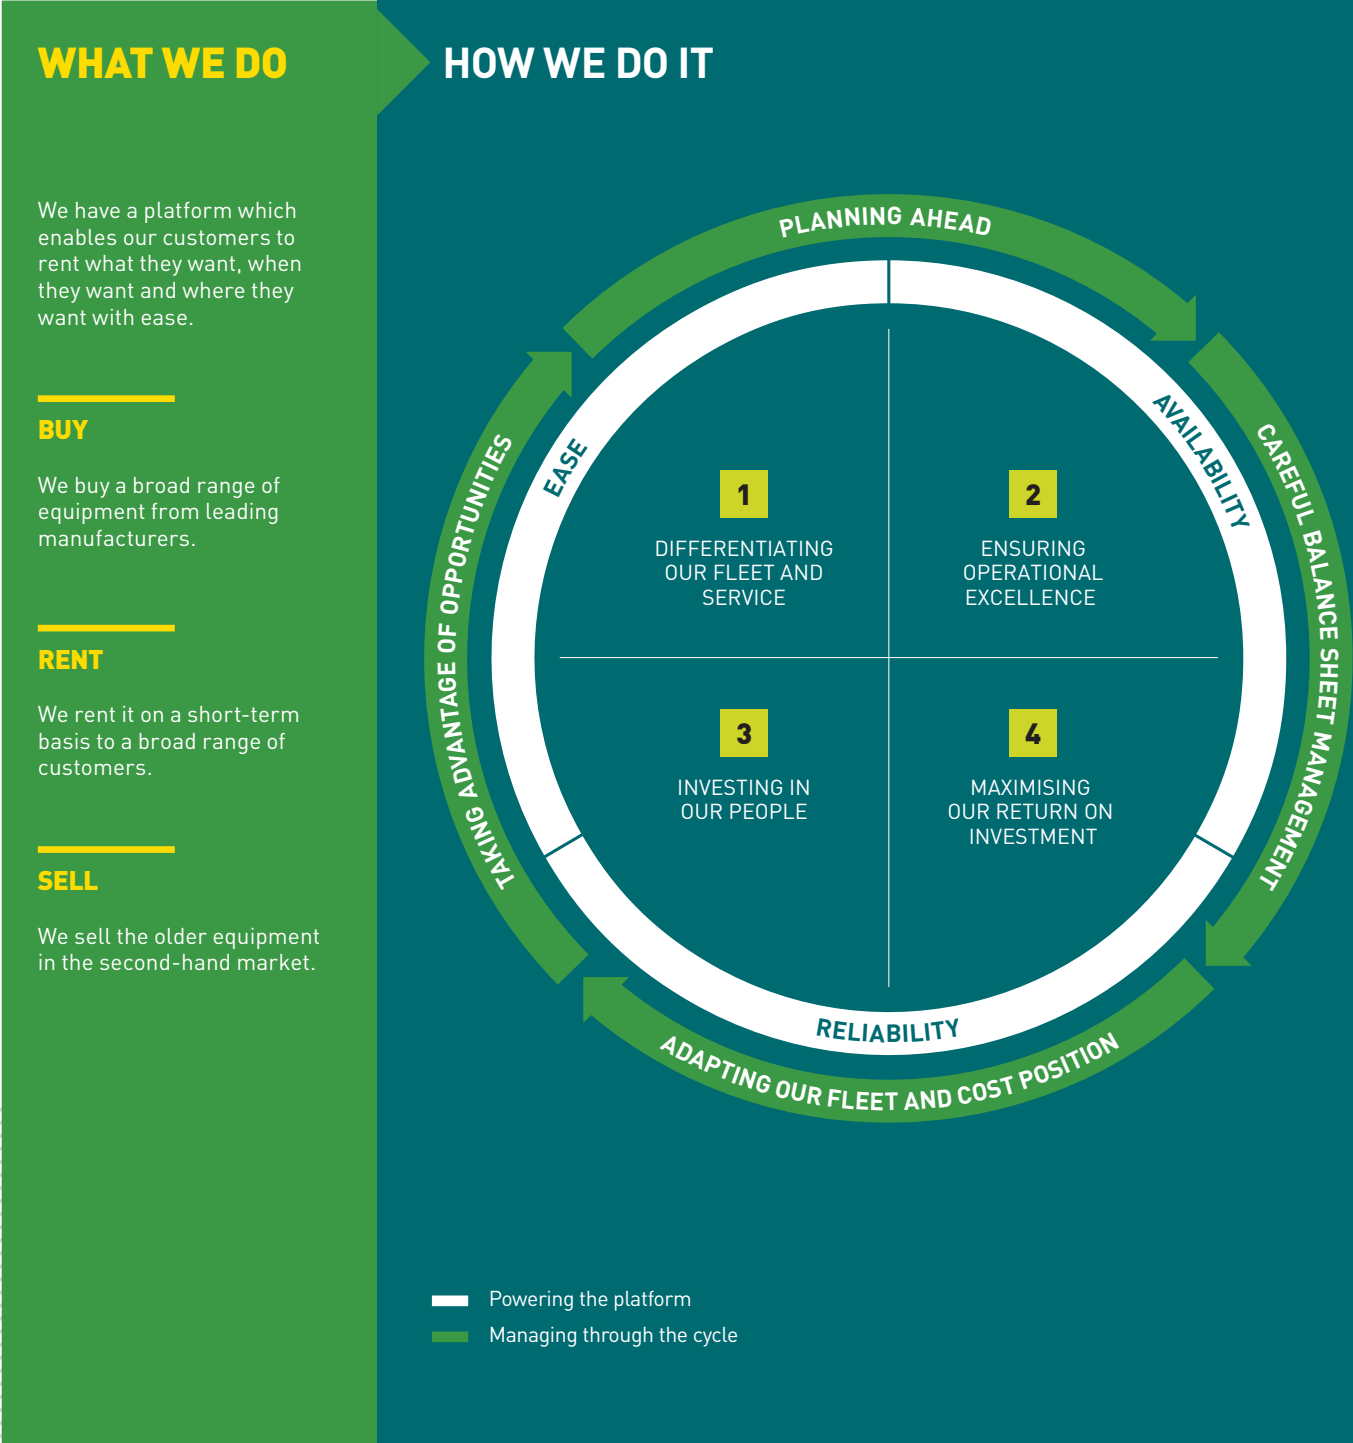 WHAT WE DO
We have a platform which
enables our customers to
rent what they want, when
they want and where they
want with ease.
BUY
We buy a broad range of
equipment from leading
manufacturers.
RENT
We rent it on a short-term
basis to a broad range of
customers.
SELL
We sell the older equipment
in the second-hand market.
HOW WE DO IT
PLANNING AHEAD
CAREFUL BALANCE SHEET MANAGEMENT
ADAPTING OUR FLEET AND COST POSITION
TAKING ADVANTAGE OF OPPORTUNITIES
EASE
AVAILABILITY
RELIABILITY
1
DIFFERENTIATING
OUR FLEET AND
SERVICE
2
ENSURING
OPERATIONAL
EXCELLENCE
3
INVESTING IN
OUR PEOPLE
4
MAXIMISING
OUR RETURN ON
INVESTMENT
Powering the platform
Managing through the cycle